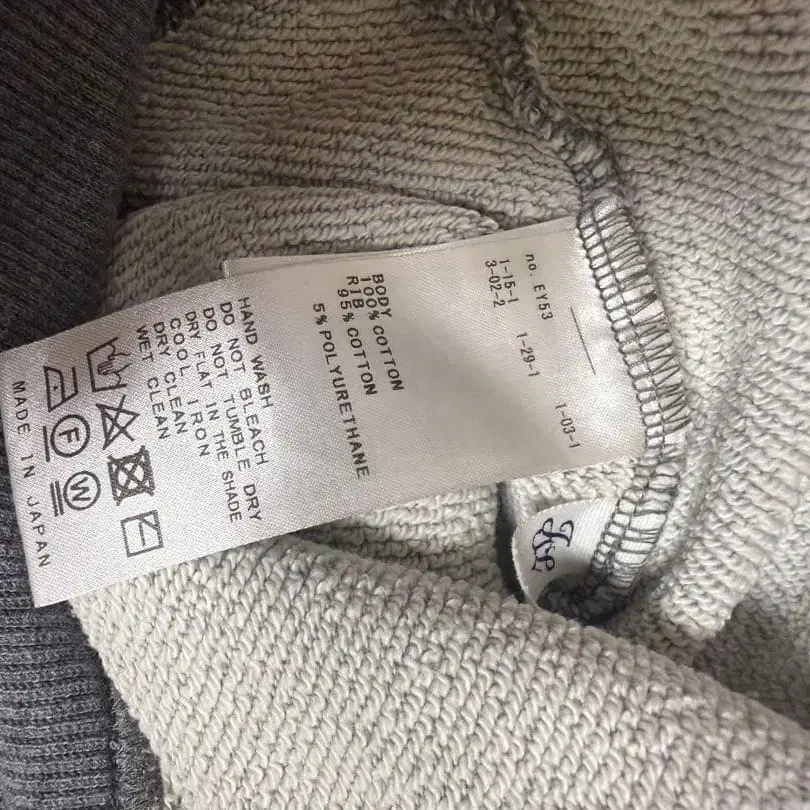 no. EY53
1-15-1 1-29-1 1-03-1
3-02-2
BODY
100% COTTON
RIB
95% COTTON
5% POLYURETHANE
HAND WASH
DO NOT BLEACH
DO NOT TUMBLE DRY
DRY FLAT IN THE SHADE
COOL IRON
DRY CLEAN
WET CLEAN
F
W
MADE IN JAPAN